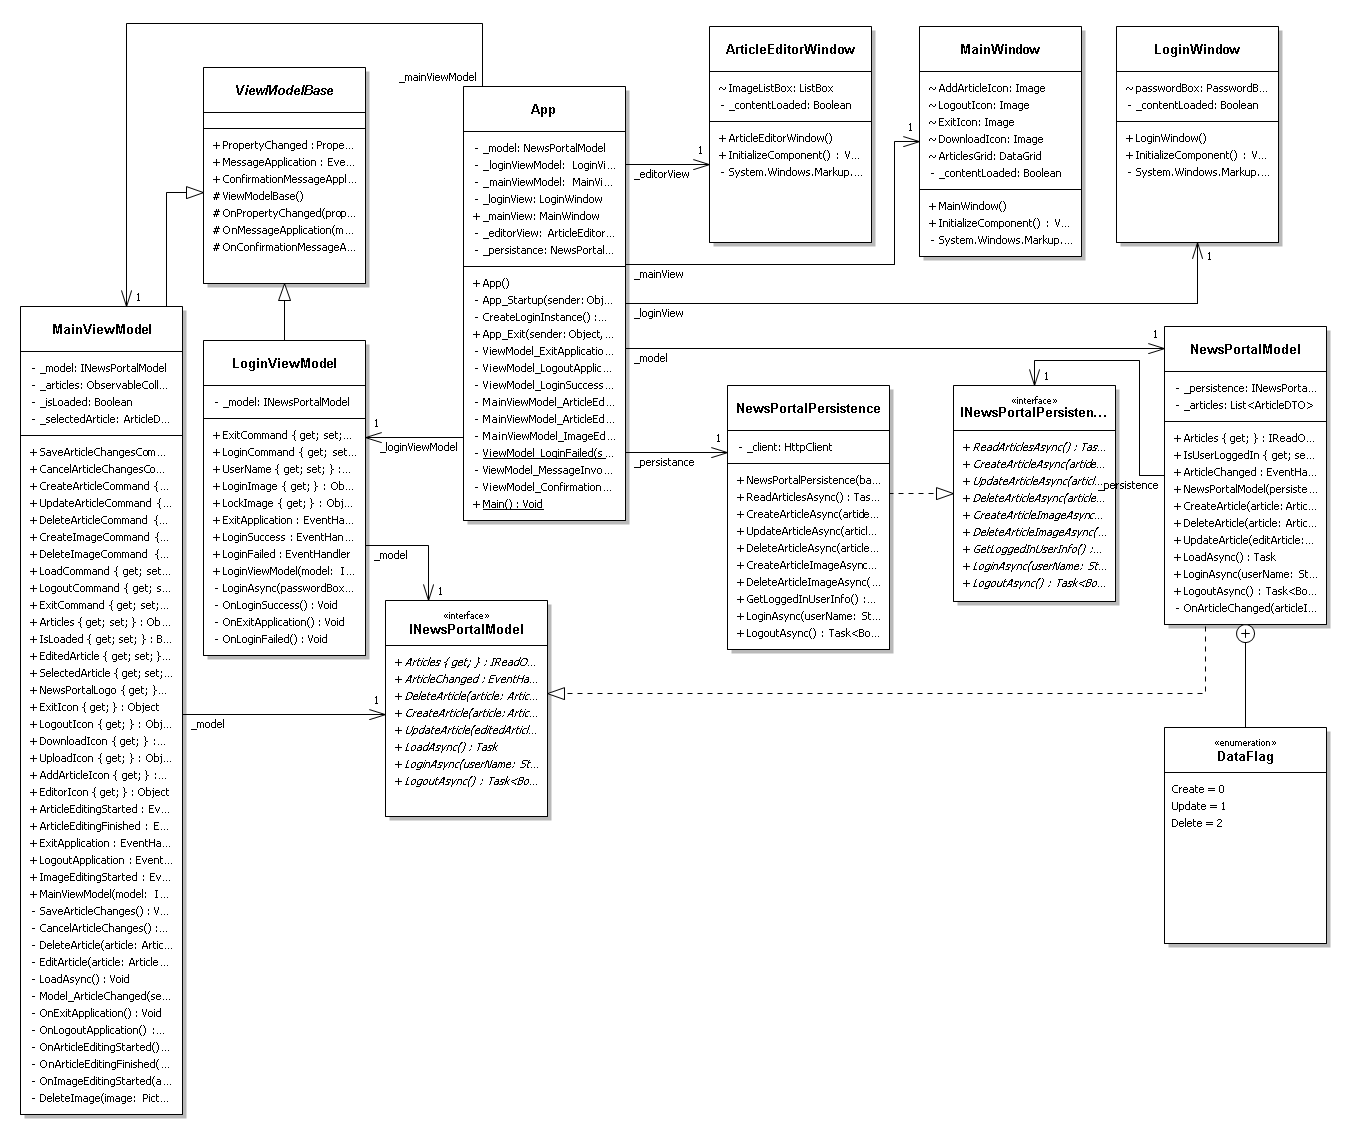 _mainViewModel
ViewModelBase
+ PropertyChanged : Prope...
+ MessageApplication : Eve...
+ ConfirmationMessageAppl...
# ViewModelBase()
# OnPropertyChanged(prop...
# OnMessageApplication(m...
# OnConfirmationMessageA...
App
- _model: NewsPortalModel
- _loginViewModel: LoginVi...
- _mainViewModel: MainVi...
- _loginView: LoginWindow
+ _mainView: MainWindow
- _editorView: ArticleEditor...
- _persistance: NewsPortal...
+ App()
- App_Startup(sender: Obj...
- CreateLoginInstance() :...
+ App_Exit(sender: Object,...
- ViewModel_ExitApplicatio...
- ViewModel_LogoutApplic...
- ViewModel_LoginSuccess...
- MainViewModel_ArticleEd...
- MainViewModel_ArticleEd...
- MainViewModel_ImageEd...
- ViewModel_LoginFailed(s...
- ViewModel_MessageInvo...
- ViewModel_Confirmation...
+ Main() : Void
ArticleEditorWindow
~ ImageListBox: ListBox
- _contentLoaded: Boolean
+ ArticleEditorWindow()
+ InitializeComponent() : V...
- System.Windows.Markup....
1
_editorView
MainWindow
~ AddArticleIcon: Image
~ LogoutIcon: Image
~ ExitIcon: Image
~ DownloadIcon: Image
~ ArticlesGrid: DataGrid
- _contentLoaded: Boolean
+ MainWindow()
+ InitializeComponent() : V...
- System.Windows.Markup....
1
_mainView
LoginWindow
~ passwordBox: PasswordB...
- _contentLoaded: Boolean
+ LoginWindow()
+ InitializeComponent() : V...
- System.Windows.Markup....
1
_loginView
1
MainViewModel
- _model: INewsPortalModel
- _articles: ObservableColl...
- _isLoaded: Boolean
- _selectedArticle: ArticleD...
+ SaveArticleChangesCom...
+ CancelArticleChangesCo...
+ CreateArticleCommand {...
+ UpdateArticleCommand {...
+ DeleteArticleCommand {...
+ CreateImageCommand {...
+ DeleteImageCommand {...
+ LoadCommand { get; set...
+ LogoutCommand { get; s...
+ ExitCommand { get; set;...
+ Articles { get; set; } : Ob...
+ IsLoaded { get; set; } : B...
+ EditedArticle { get; set; }...
+ SelectedArticle { get; set;...
+ NewsPortalLogo { get; }...
+ ExitIcon { get; } : Object
+ LogoutIcon { get; } : Obj...
+ DownloadIcon { get; } :...
+ UploadIcon { get; } : Obj...
+ AddArticleIcon { get; } :...
+ EditorIcon { get; } : Object
+ ArticleEditingStarted : Ev...
+ ArticleEditingFinished : E...
+ ExitApplication : EventHa...
+ LogoutApplication : Event...
+ ImageEditingStarted : Ev...
+ MainViewModel(model: I...
- SaveArticleChanges() : V...
- CancelArticleChanges() :...
- DeleteArticle(article: Artic...
- EditArticle(article: Article...
- LoadAsync() : Void
- Model_ArticleChanged(se...
- OnExitApplication() : Void
- OnLogoutApplication() :...
- OnArticleEditingStarted()...
- OnArticleEditingFinished(...
- OnImageEditingStarted(a...
- DeleteImage(image: Pict...
_model
1
LoginViewModel
- _model: INewsPortalModel
+ ExitCommand { get; set;...
+ LoginCommand { get; set...
+ UserName { get; set; } :...
+ LoginImage { get; } : Ob...
+ LockImage { get; } : Obj...
+ ExitApplication : EventHa...
+ LoginSuccess : EventHan...
+ LoginFailed : EventHandler
+ LoginViewModel(model: I...
- LoginAsync(passwordBox...
- OnLoginSuccess() : Void
- OnExitApplication() : Void
- OnLoginFailed() : Void
1
_loginViewModel
_model
1
«interface»
INewsPortalModel
+ Articles { get; } : IReadO...
+ ArticleChanged : EventHa...
+ DeleteArticle(article: Artic...
+ CreateArticle(article: Artic...
+ UpdateArticle(editedArticl...
+ LoadAsync() : Task
+ LoginAsync(userName: St...
+ LogoutAsync() : Task<Bo...
1
_persistance
NewsPortalPersistence
- _client: HttpClient
+ NewsPortalPersistence(ba...
+ ReadArticlesAsync() : Tas...
+ CreateArticleAsync(article...
+ UpdateArticleAsync(articl...
+ DeleteArticleAsync(article...
+ CreateArticleImageAsync...
+ DeleteArticleImageAsync(...
+ GetLoggedInUserInfo() :...
+ LoginAsync(userName: St...
+ LogoutAsync() : Task<Bo...
1
«interface»
INewsPortalPersisten...
+ ReadArticlesAsync() : Tas...
+ CreateArticleAsync(article...
+ UpdateArticleAsync(articl...
+ DeleteArticleAsync(article...
+ CreateArticleImageAsync...
+ DeleteArticleImageAsync(...
+ GetLoggedInUserInfo() :...
+ LoginAsync(userName: St...
+ LogoutAsync() : Task<Bo...
_persistence
_model
1
NewsPortalModel
- _persistence: INewsPorta...
- _articles: List<ArticleDTO>
+ Articles { get; } : IReadO...
+ IsUserLoggedIn { get; se...
+ ArticleChanged : EventHa...
+ NewsPortalModel(persiste...
+ CreateArticle(article: Artic...
+ DeleteArticle(article: Artic...
+ UpdateArticle(editArticle:...
+ LoadAsync() : Task
+ LoginAsync(userName: St...
+ LogoutAsync() : Task<Bo...
- OnArticleChanged(articleI...
«enumeration»
DataFlag
Create = 0
Update = 1
Delete = 2